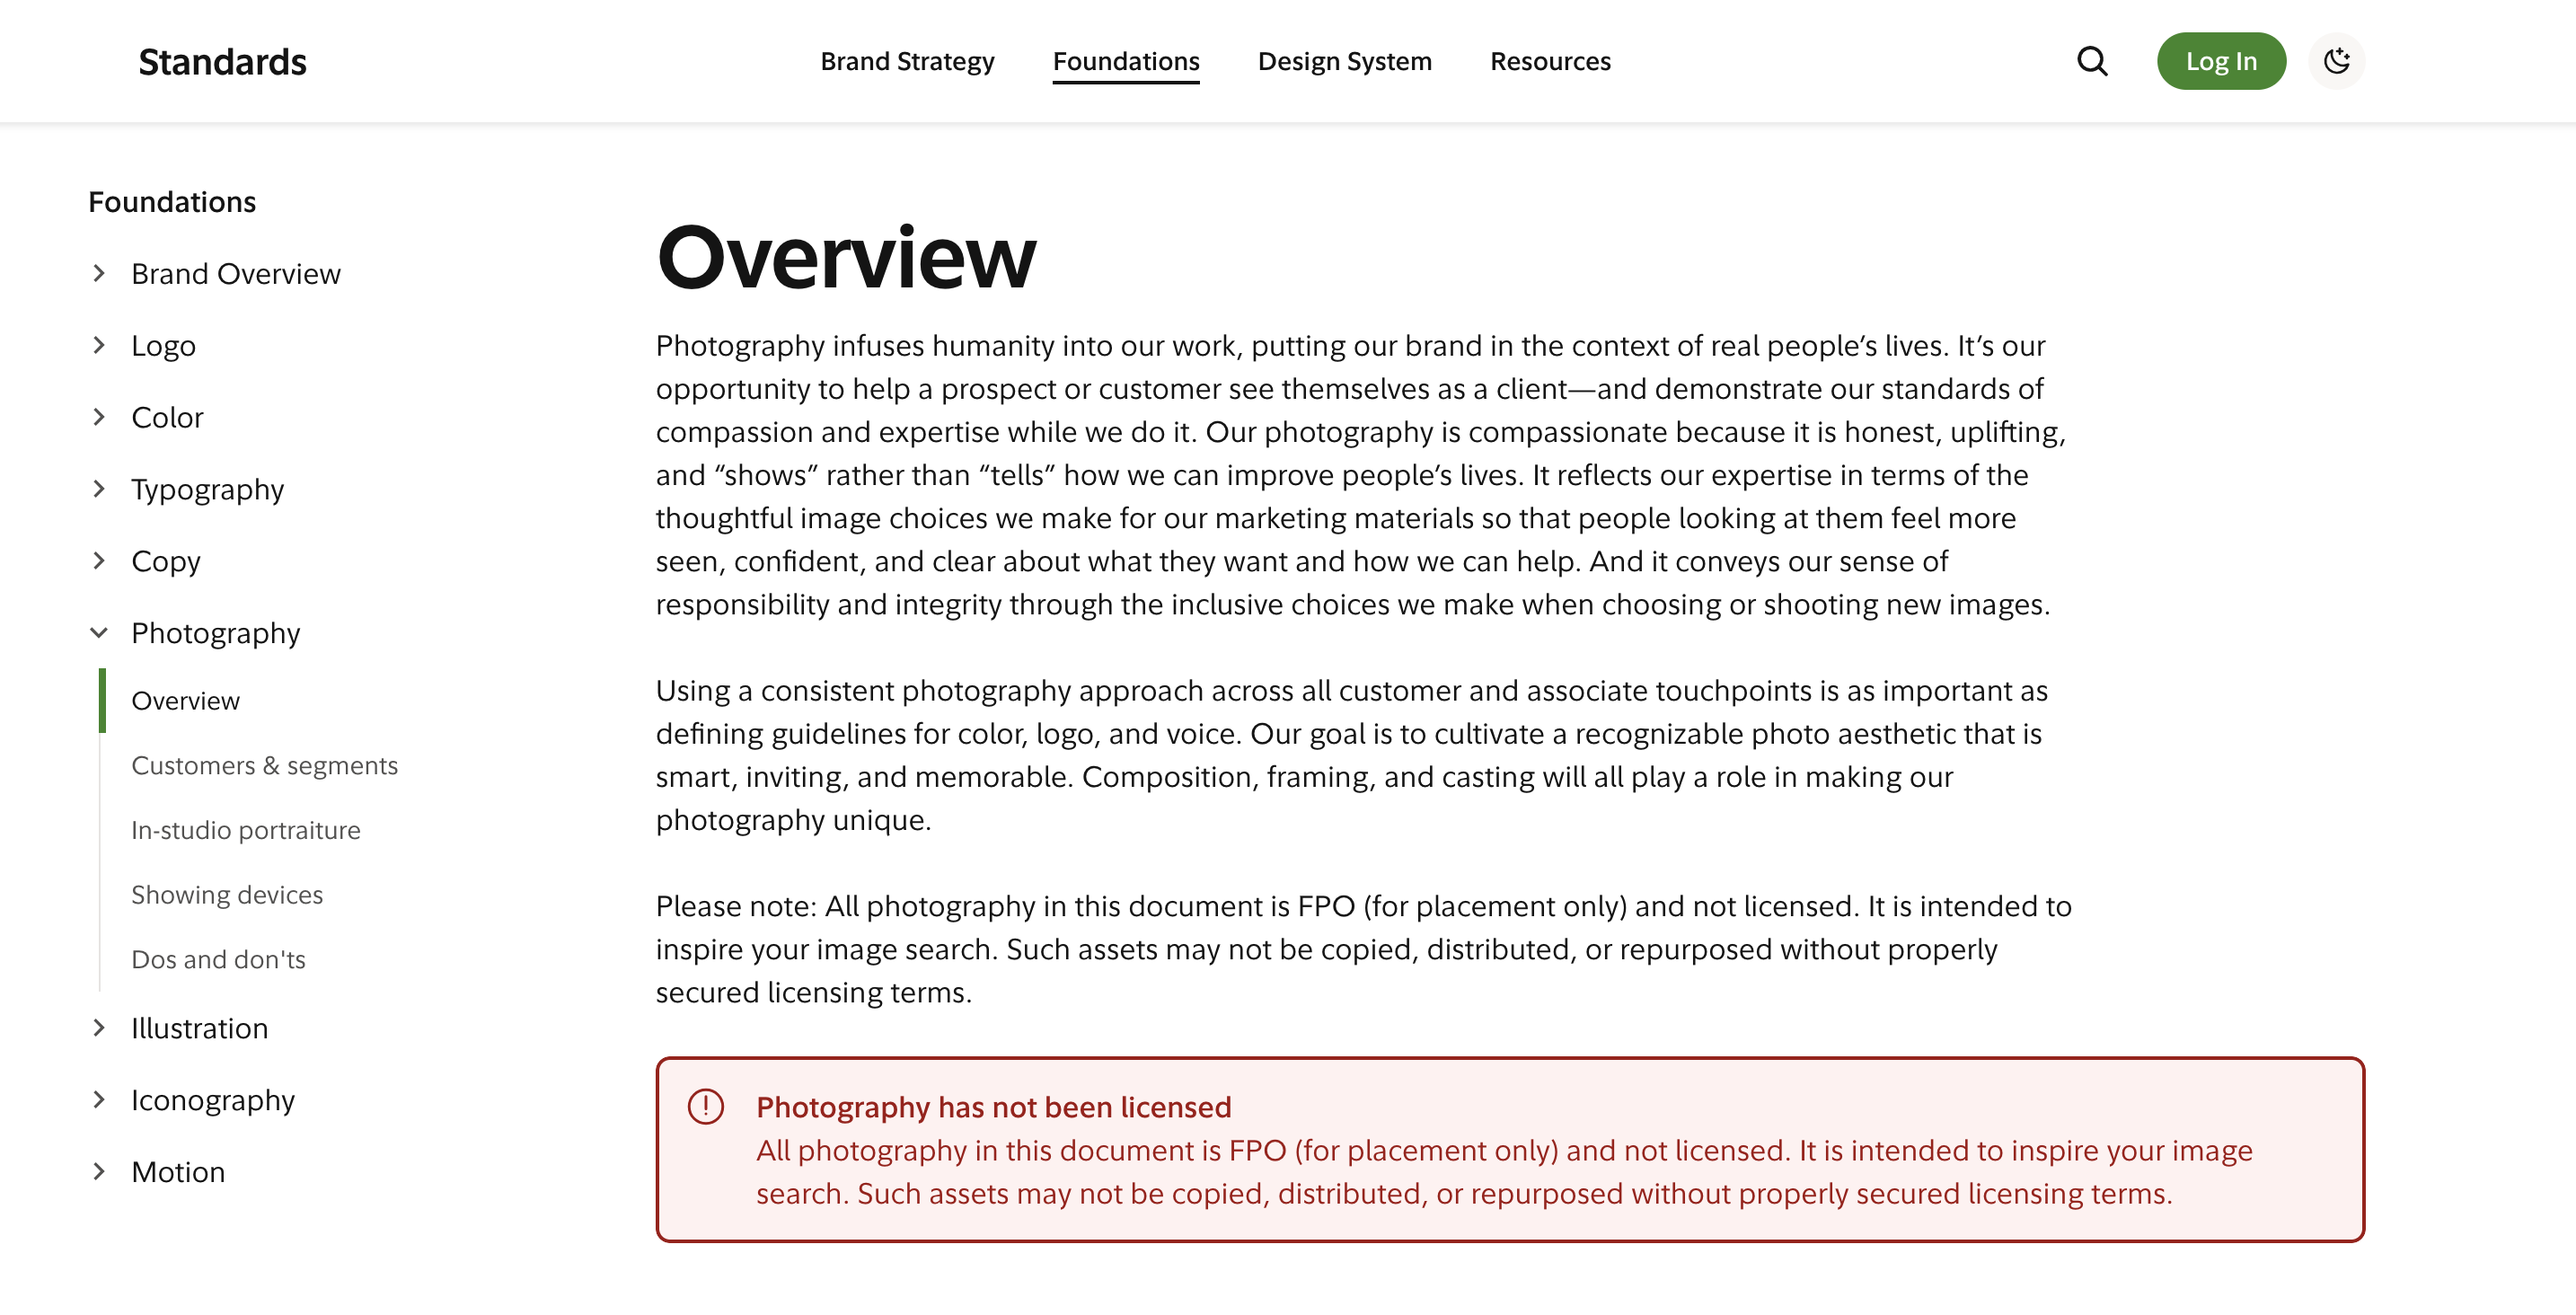 Standards
Brand Strategy
Foundations
Design System
Resources
Log In
Foundations
Brand Overview
Logo
Color
Typography
Copy
Photography
Overview
Customers & segments
In-studio portraiture
Showing devices
Dos and don'ts
Illustration
Iconography
Motion
Overview
Photography infuses humanity into our work, putting our brand in the context of real people’s lives. It’s our
opportunity to help a prospect or customer see themselves as a client—and demonstrate our standards of
compassion and expertise while we do it. Our photography is compassionate because it is honest, uplifting,
and “shows” rather than “tells” how we can improve people’s lives. It reflects our expertise in terms of the
thoughtful image choices we make for our marketing materials so that people looking at them feel more
seen, confident, and clear about what they want and how we can help. And it conveys our sense of
responsibility and integrity through the inclusive choices we make when choosing or shooting new images.
Using a consistent photography approach across all customer and associate touchpoints is as important as
defining guidelines for color, logo, and voice. Our goal is to cultivate a recognizable photo aesthetic that is
smart, inviting, and memorable. Composition, framing, and casting will all play a role in making our
photography unique.
Please note: All photography in this document is FPO (for placement only) and not licensed. It is intended to
inspire your image search. Such assets may not be copied, distributed, or repurposed without properly
secured licensing terms.
Photography has not been licensed
All photography in this document is FPO (for placement only) and not licensed. It is intended to inspire your image
search. Such assets may not be copied, distributed, or repurposed without properly secured licensing terms.